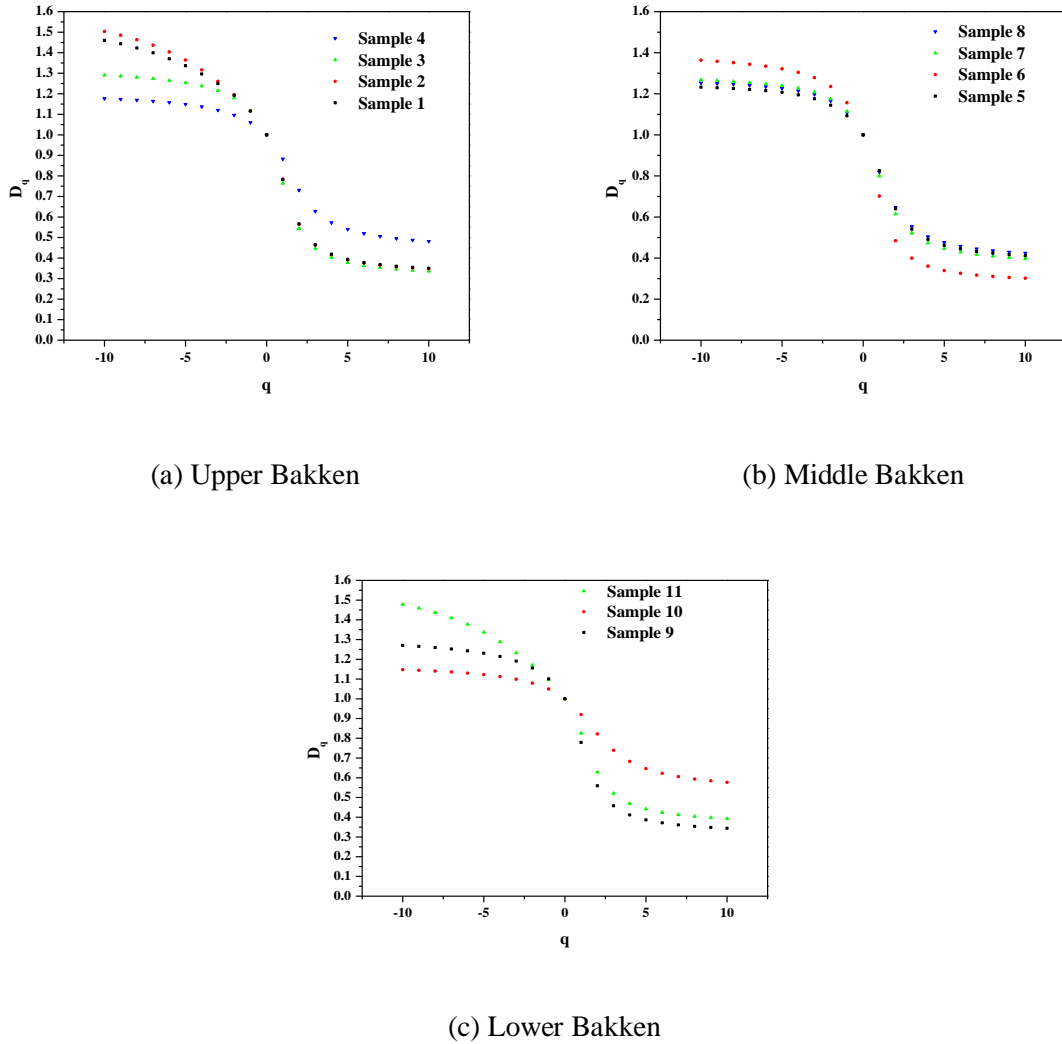 1.6
1.5
1.4
1.3
1.2
1.1
1.0
0.9
0.8
0.7
0.6
0.5
0.4
0.3
0.2
0.1
0.0
D_q
-10 -5 0 5 10
q
Sample 4
Sample 3
Sample 2
Sample 1
(a) Upper Bakken
1.6
1.4
1.2
1.0
0.8
0.6
0.4
0.2
0.0
D_q
-10 -5 0 5 10
q
Sample 8
Sample 7
Sample 6
Sample 5
(b) Middle Bakken
1.6
1.5
1.4
1.3
1.2
1.1
1.0
0.9
0.8
0.7
0.6
0.5
0.4
0.3
0.2
0.1
0.0
D_q
-10 -5 0 5 10
q
Sample 11
Sample 10
Sample 9
(c) Lower Bakken